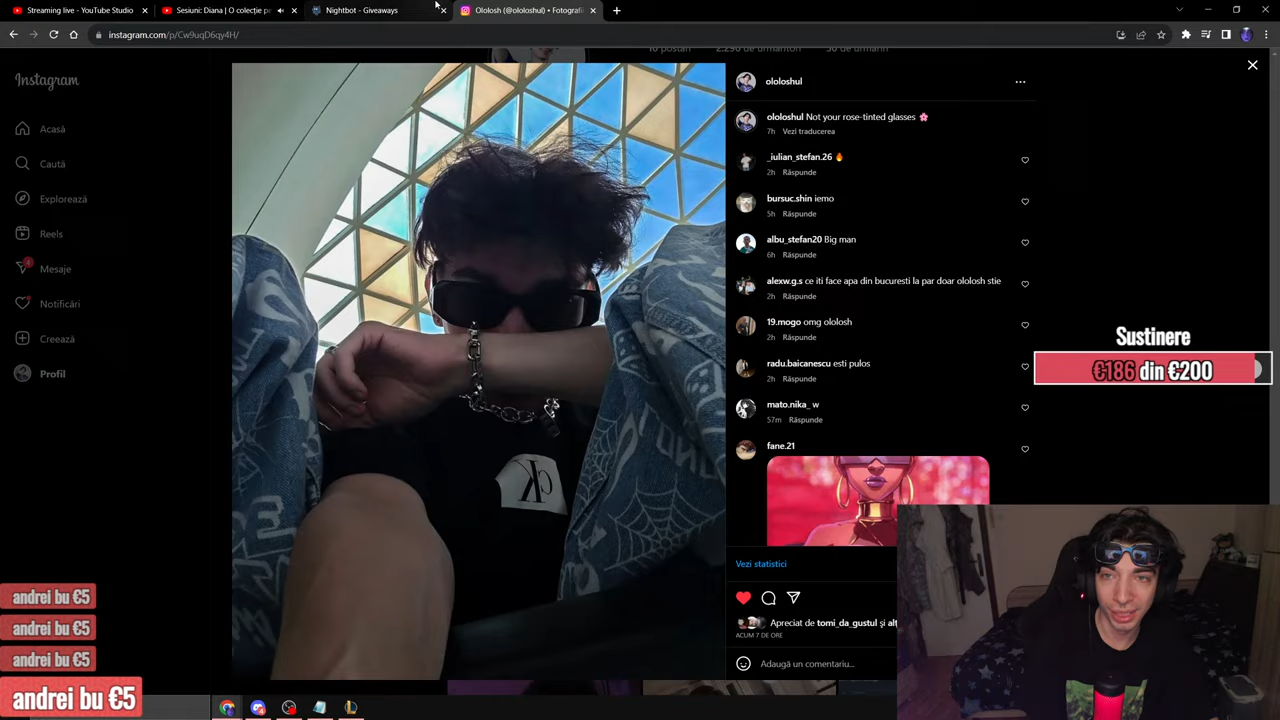 Streaming live - YouTube Studio
Sesiuni: Diana | O colecție pe
Nightbot - Giveaways
Ololosh (@ololoshul) • Fotografi
instagram.com/p/Cw9uqD6qy4H/
Instagram
Acasă
Caută
Explorează
Reels
4
Mesaje
Notificări
Creează
Profil
ololoshul
ololoshul Not your rose-tinted glasses 🌸
7h Vezi traducerea
_iulian_stefan.26 🔥
2h Răspunde
bursuc.shin iemo
5h Răspunde
albu_stefan20 Big man
6h Răspunde
alexw.g.s ce iti face apa din bucuresti la par doar ololosh stie
2h Răspunde
19.mogo omg ololosh
2h Răspunde
radu.baicanescu esti pulos
2h Răspunde
mato.nika_ w
57m Răspunde
fane.21
Vezi statistici
Apreciat de tomi_da_gustul și alț
ACUM 7 DE ORE
Adaugă un comentariu...
Sustinere
€186 din €200
andrei bu €5
andrei bu €5
andrei bu €5
andrei bu €5